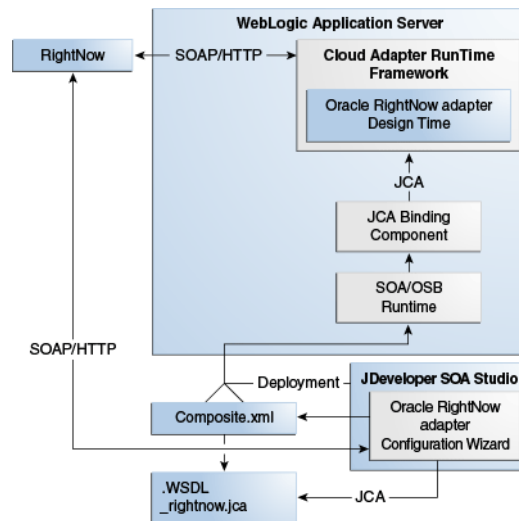 WebLogic Application Server
RightNow
SOAP/HTTP
Cloud Adapter RunTime
Framework
Oracle RightNow adapter
Design Time
JCA
JCA Binding
Component
SOA/OSB
Runtime
SOAP/HTTP
Deployment
JDeveloper SOA Studio
Composite.xml
Oracle RightNow
adapter
Configuration Wizard
.WSDL
_rightnow.jca
JCA